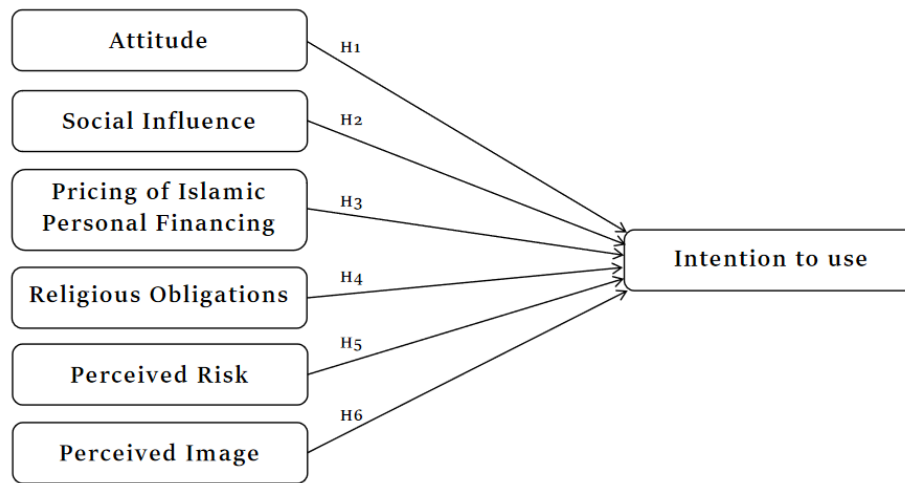 Attitude
H1
Social Influence
H2
Pricing of Islamic
Personal Financing
H3
Intention to use
Religious Obligations
H4
Perceived Risk
H5
Perceived Image
H6